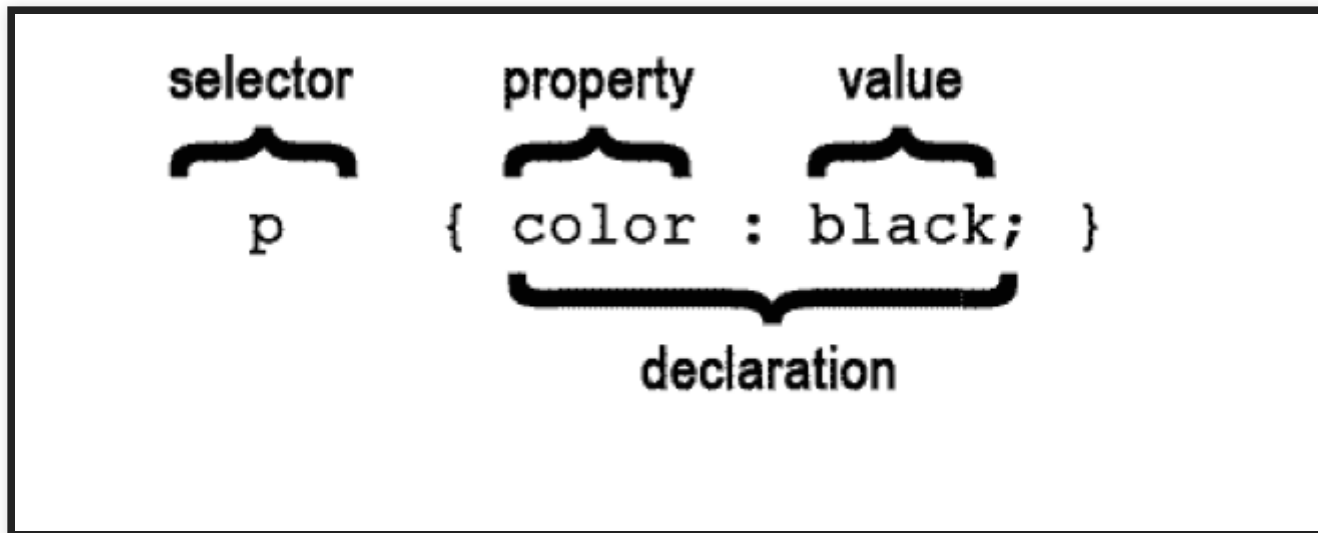 selector property value
p { color : black; }
declaration